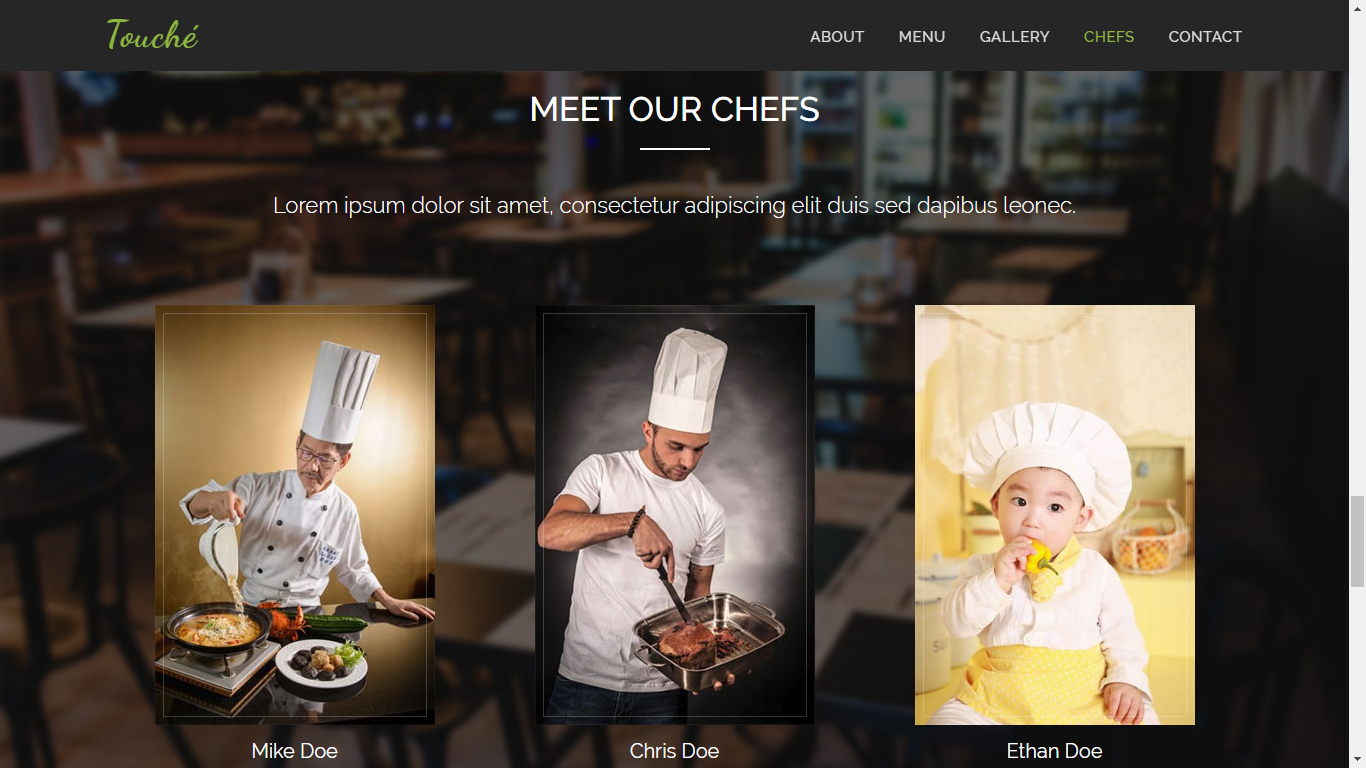 Touché
ABOUT MENU GALLERY CHEFS CONTACT
MEET OUR CHEFS
Lorem ipsum dolor sit amet, consectetur adipiscing elit duis sed dapibus leonec.
Mike Doe Chris Doe Ethan Doe